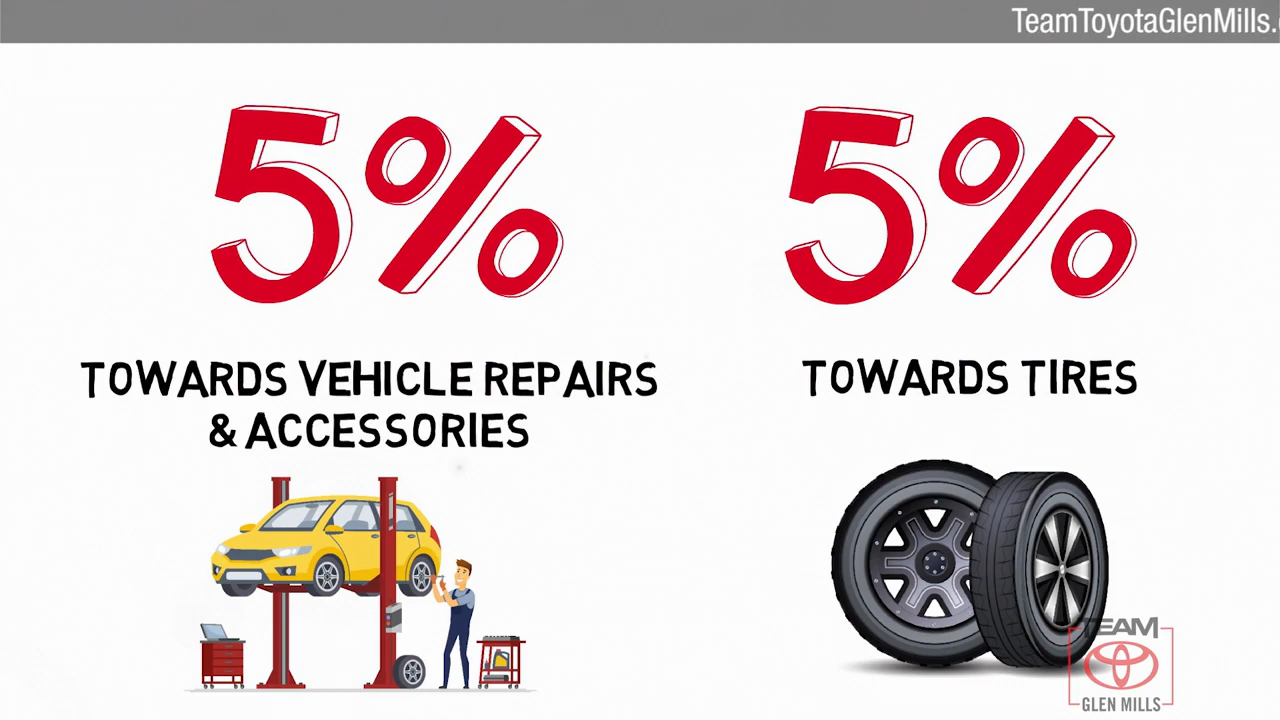 TeamToyotaGlenMills.
5%
TOWARDS VEHICLE REPAIRS
& ACCESSORIES
5%
TOWARDS TIRES
TEAM
GLEN MILLS